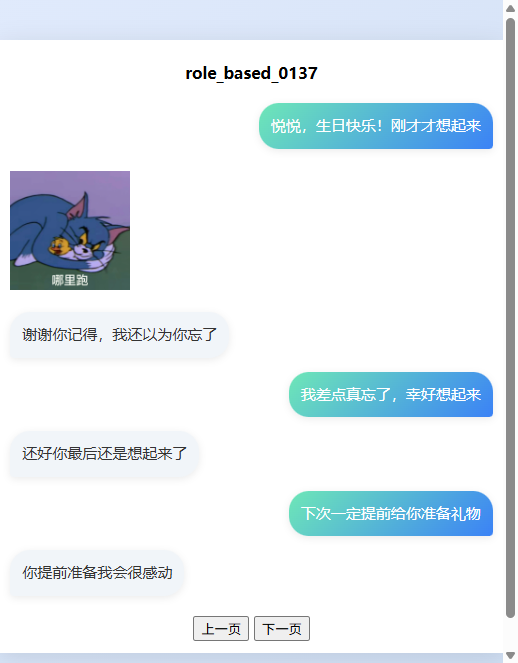 role_based_0137
悦悦，生日快乐！刚才才想起来
哪里跑
谢谢你记得，我还以为你忘了
我差点真忘了，幸好想起来
还好你最后还是想起来了
下次一定提前给你准备礼物
你提前准备我会很感动
上一页 下一页